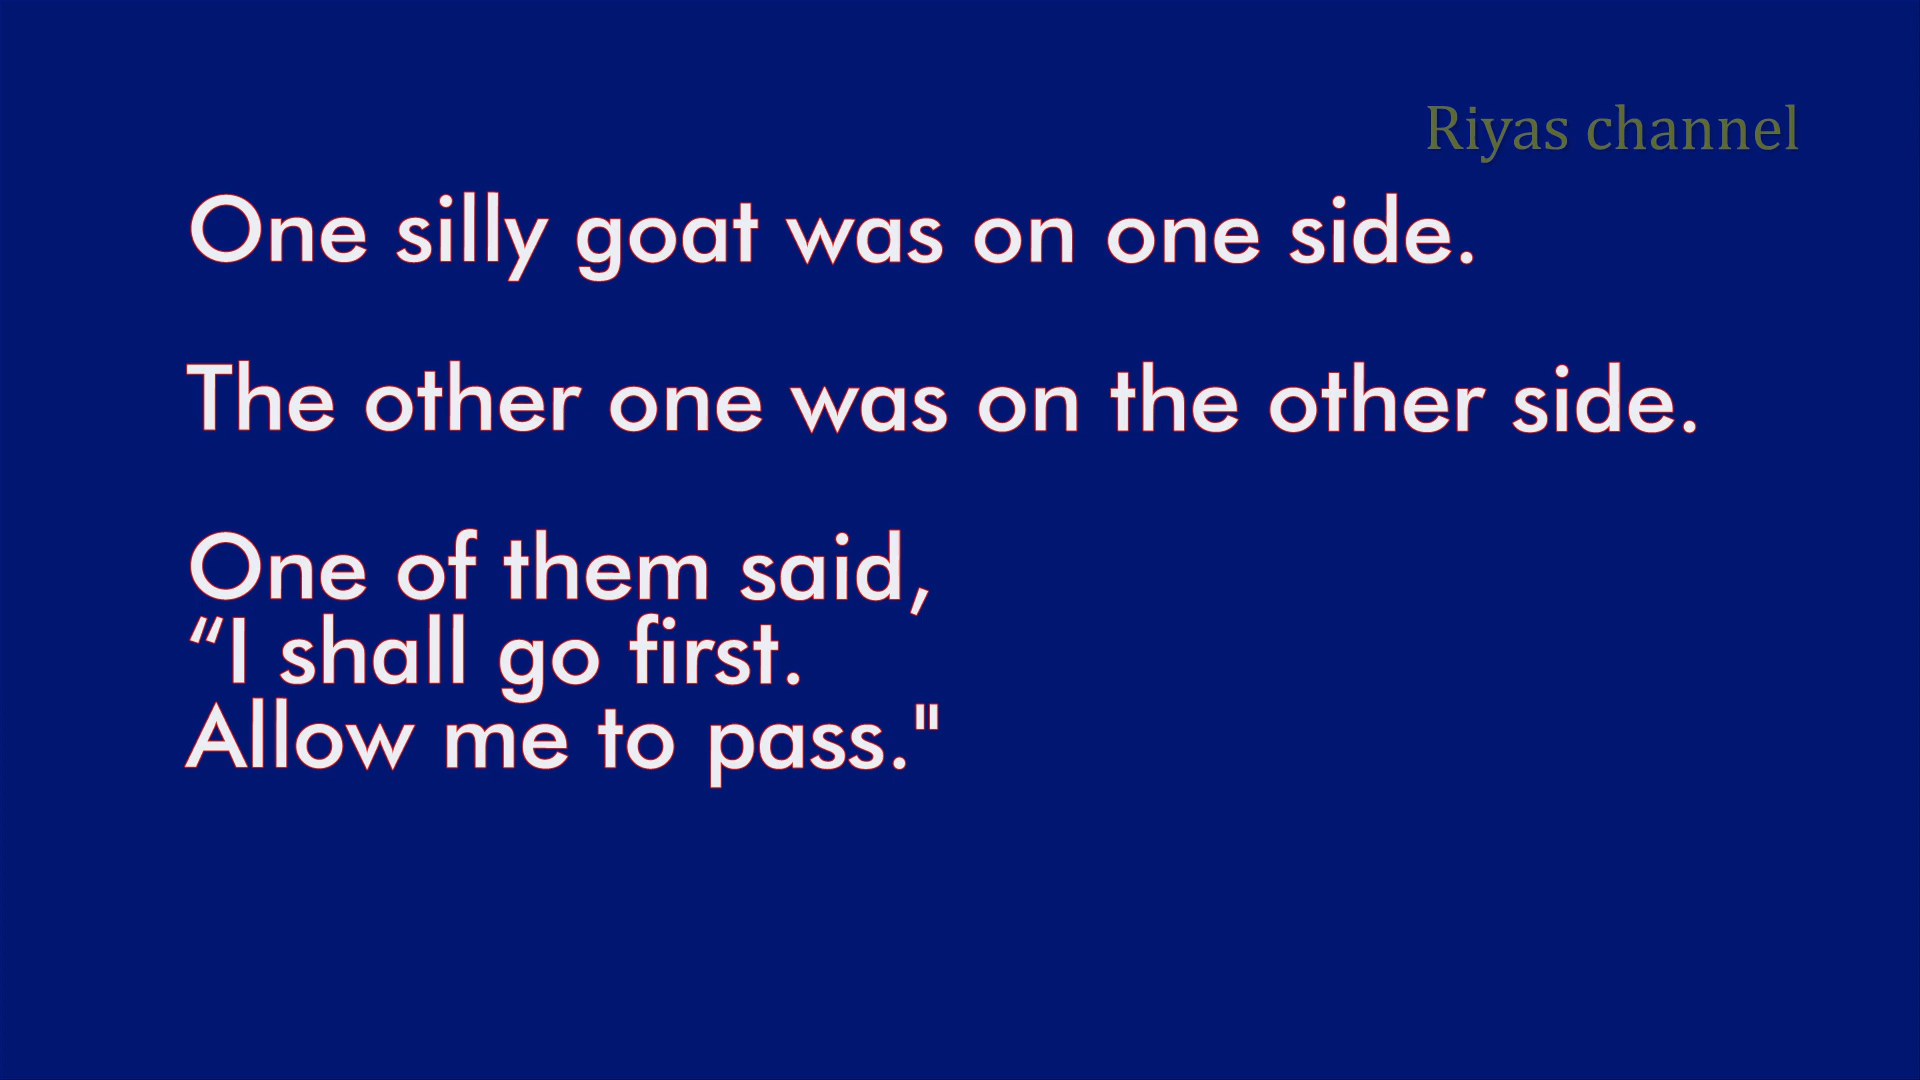 Riyas channel
One silly goat was on one side.
The other one was on the other side.
One of them said,
“I shall go first.
Allow me to pass."